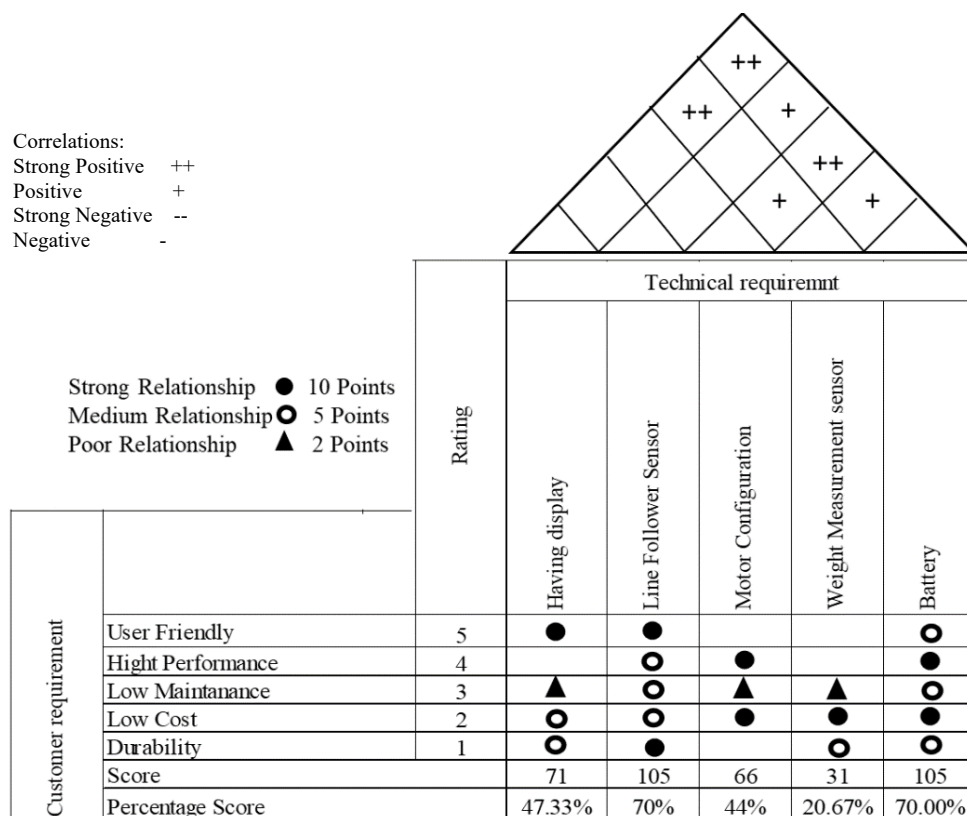 ++
++ +
Correlations:
Strong Positive ++
Positive +
Strong Negative --
Negative -
++
+ +
Technical requiremnt
Strong Relationship ● 10 Points
Medium Relationship O 5 Points
Poor Relationship ▲ 2 Points
Rating
Having display
Line Follower Sensor
Motor Configuration
Weight Measurement sensor
Battery
Customer requirement
User Friendly 5 ● ● O
Hight Performance 4 O ● ●
Low Maintanance 3 ▲ O ▲ ▲ O
Low Cost 2 O O ● ● ●
Durability 1 O ● O O
Score 71 105 66 31 105
Percentage Score 47.33% 70% 44% 20.67% 70.00%